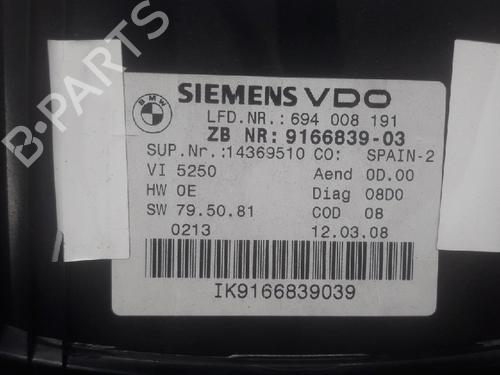 B-PARTS
BMW
SIEMENS VDO
LFD.NR.: 694 008 191
ZB NR: 9166839-03
SUP.Nr.:14369510 CO: SPAIN-2
VI 5250 Aend 0D.00
HW 0E Diag 08D0
SW 79.50.81 COD 08
0213 12.03.08
IK9166839039